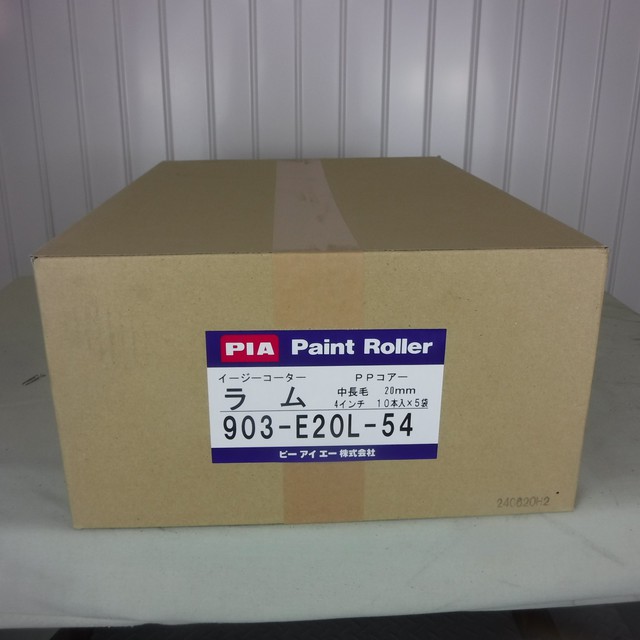 PIA Paint Roller
イージーコーター PPコアー
ラム 中長毛 20mm
4インチ 10本入×5袋
903-E20L-54
ピー アイ エー 株式会社
240620H2